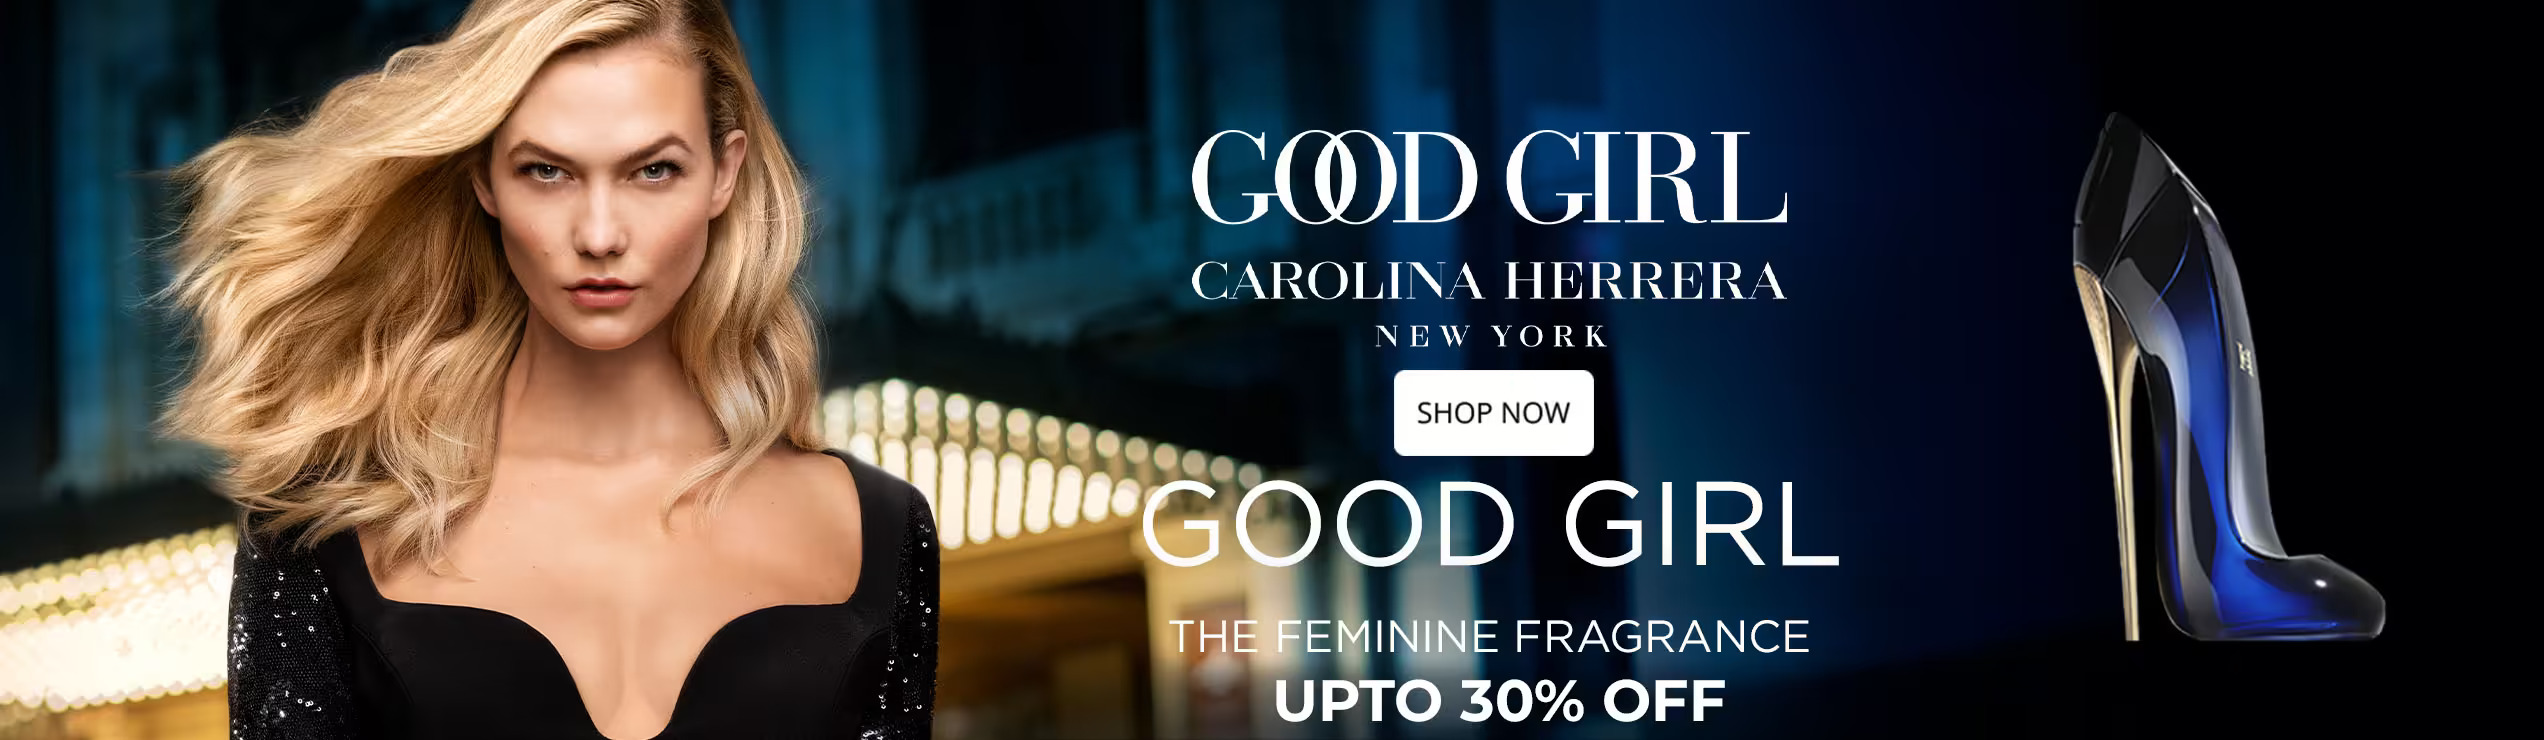 GOOD GIRL
CAROLINA HERRERA
NEW YORK
SHOP NOW
GOOD GIRL
THE FEMININE FRAGRANCE
UPTO 30% OFF